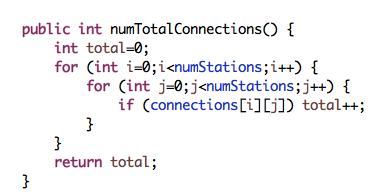 public int numTotalConnections() {
    int total=0;
    for (int i=0;i<numStations;i++) {
        for (int j=0;j<numStations;j++) {
            if (connections[i][j]) total++;
        }
    }
    return total;
}